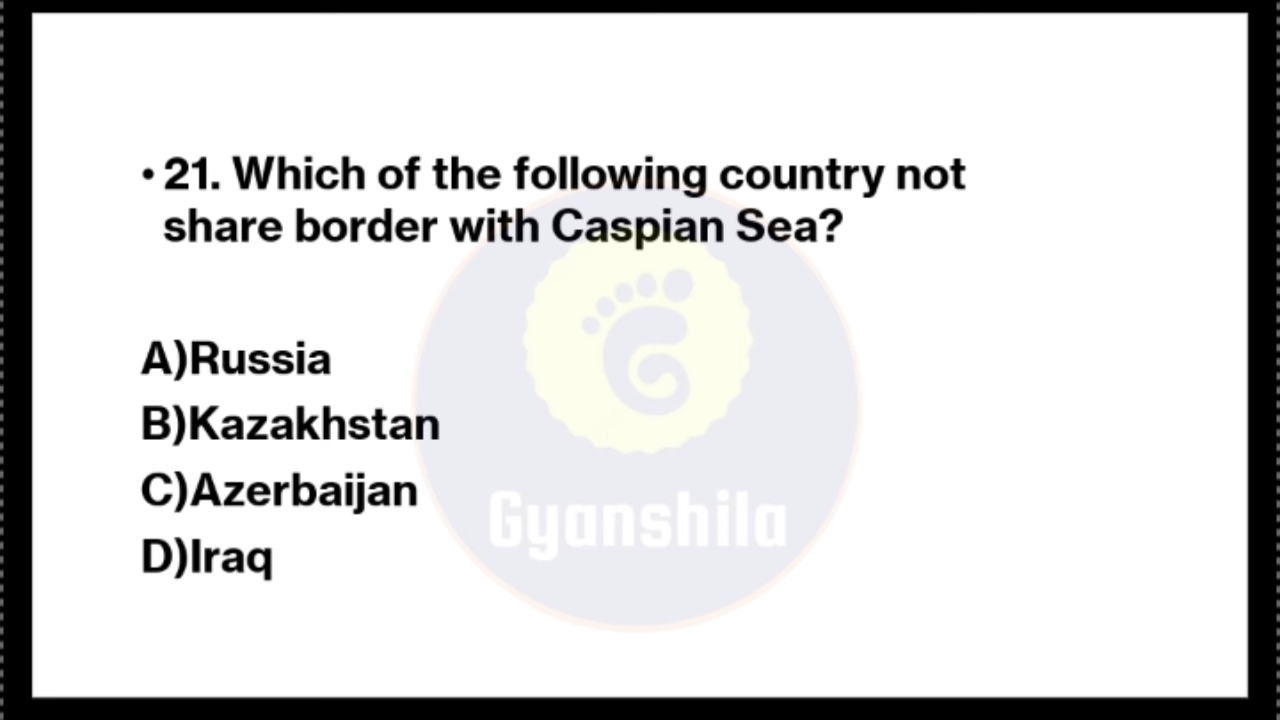 • 21. Which of the following country not
share border with Caspian Sea?
A)Russia
B)Kazakhstan
C)Azerbaijan
D)Iraq
Gyanshila